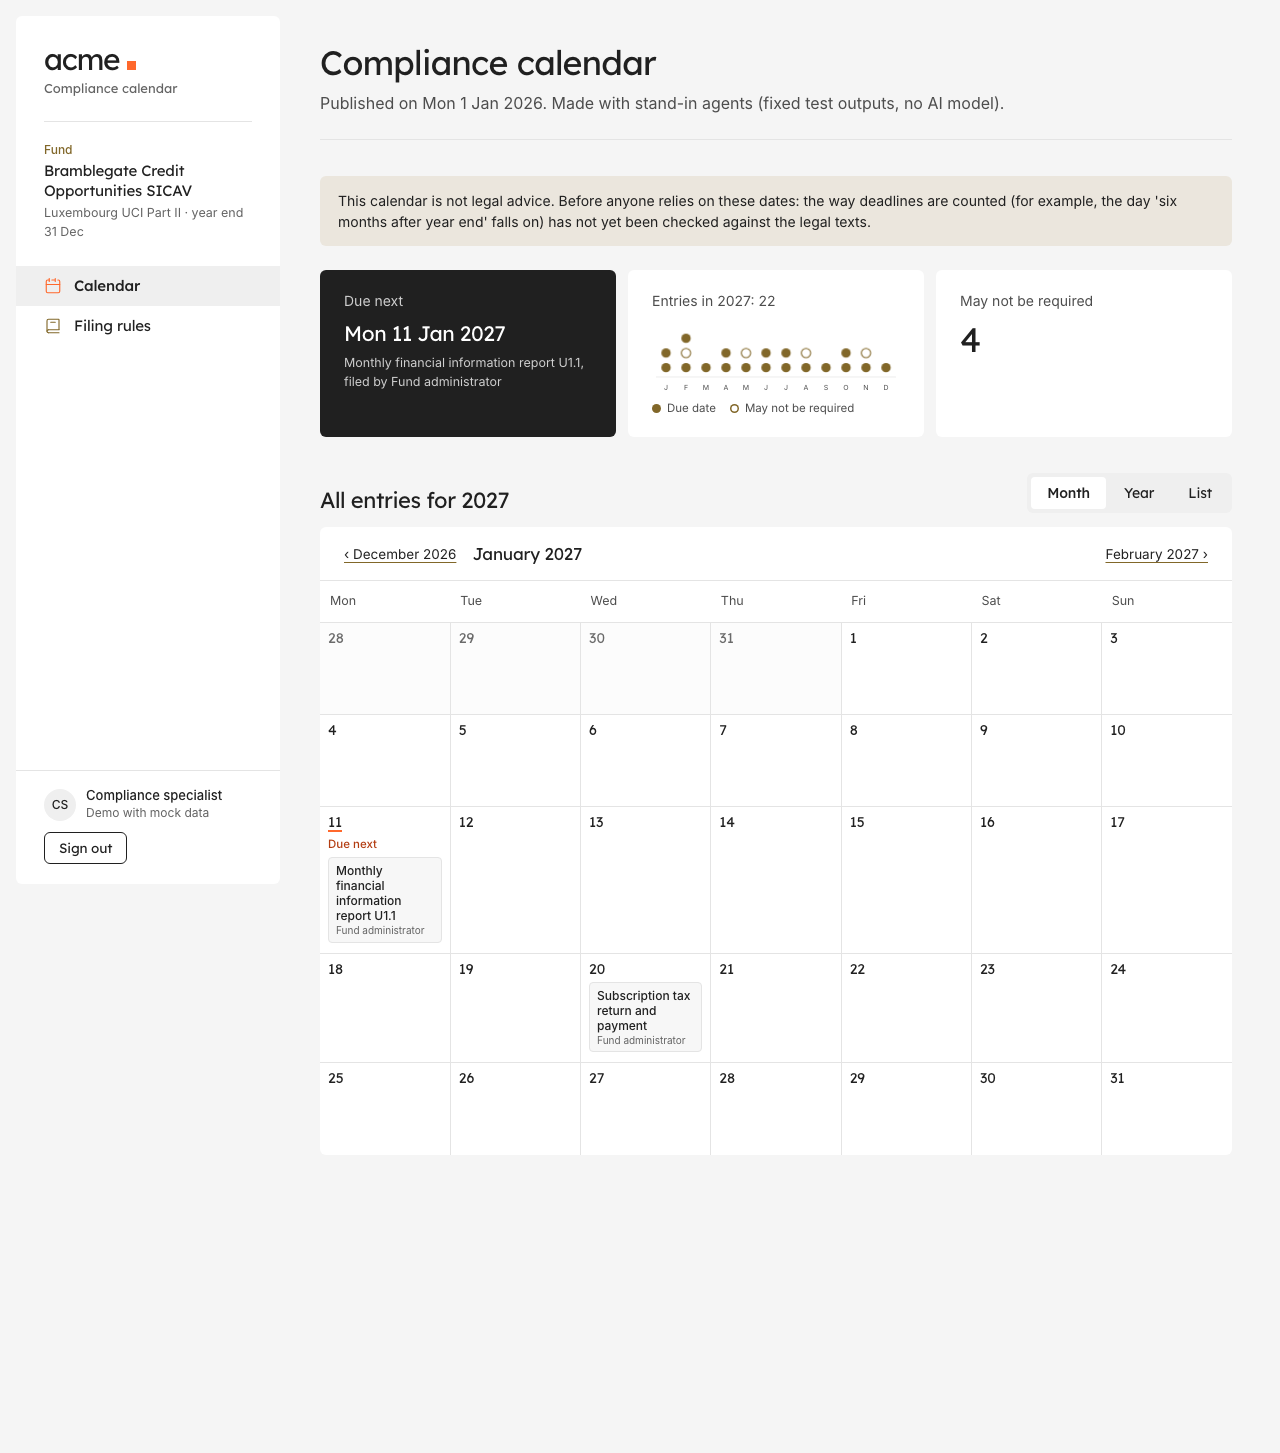 acme
Compliance calendar
Fund
Bramblegate Credit
Opportunities SICAV
Luxembourg UCI Part II · year end
31 Dec
Calendar
Filing rules
CS
Compliance specialist
Demo with mock data
Sign out
Compliance calendar
Published on Mon 1 Jan 2026. Made with stand-in agents (fixed test outputs, no AI model).
This calendar is not legal advice. Before anyone relies on these dates: the way deadlines are counted (for example, the day 'six
months after year end' falls on) has not yet been checked against the legal texts.
Due next
Mon 11 Jan 2027
Monthly financial information report U1.1,
filed by Fund administrator
Entries in 2027: 22
J F M A M J J A S O N D
Due date May not be required
May not be required
4
All entries for 2027
Month Year List
‹ December 2026 January 2027 February 2027 ›
Mon Tue Wed Thu Fri Sat Sun
28 29 30 31 1 2 3
4 5 6 7 8 9 10
11 12 13 14 15 16 17
Due next
Monthly
financial
information
report U1.1
Fund administrator
18 19 20 21 22 23 24
Subscription tax
return and
payment
Fund administrator
25 26 27 28 29 30 31